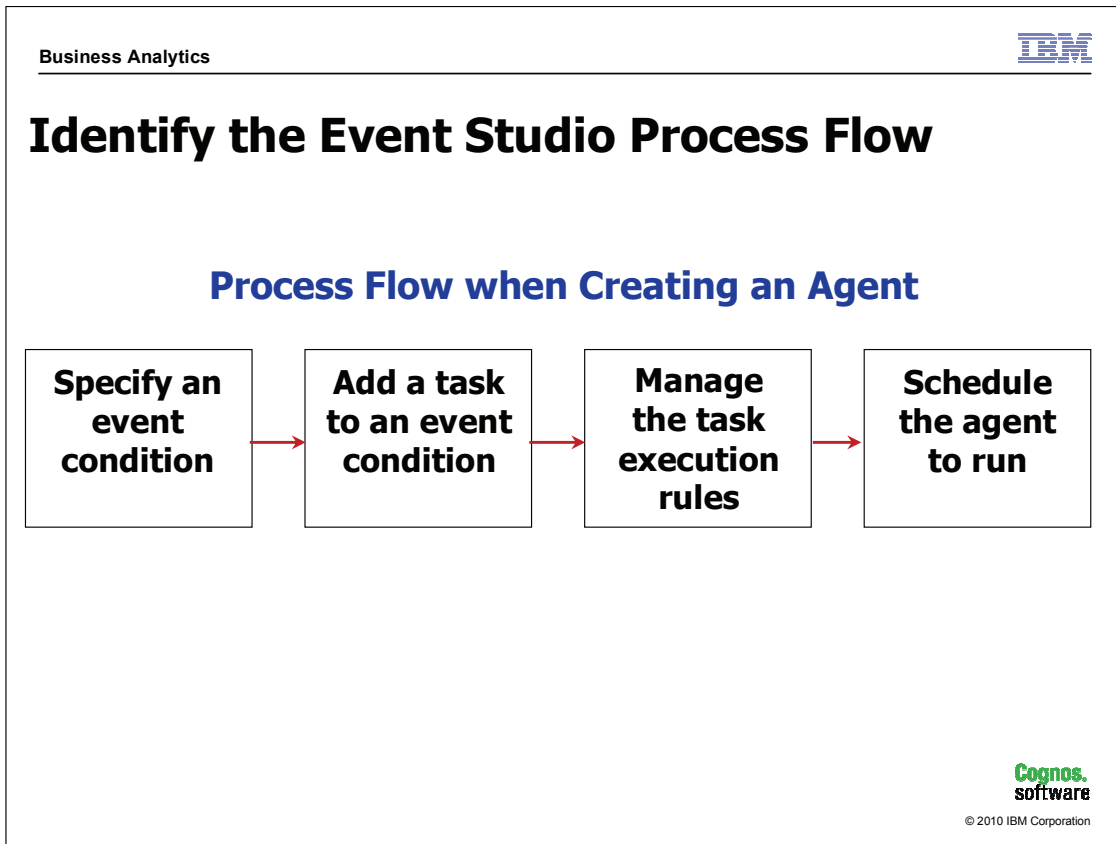 Business Analytics
IBM
Identify the Event Studio Process Flow
Process Flow when Creating an Agent
Specify an
event
condition
Add a task
to an event
condition
Manage
the task
execution
rules
Schedule
the agent
to run
Cognos.
software
© 2010 IBM Corporation